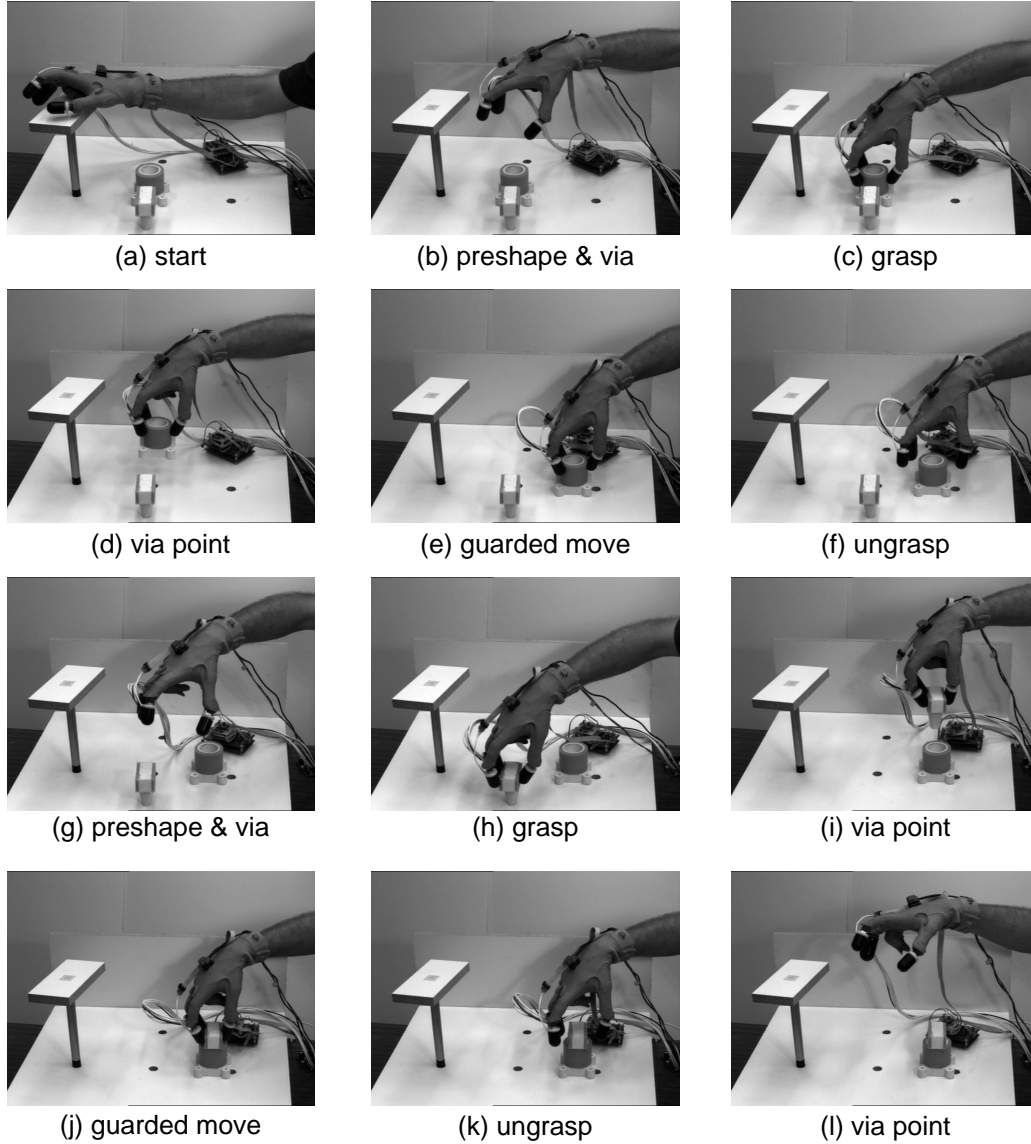 (a) start
(b) preshape & via
(c) grasp
(d) via point
(e) guarded move
(f) ungrasp
(g) preshape & via
(h) grasp
(i) via point
(j) guarded move
(k) ungrasp
(l) via point